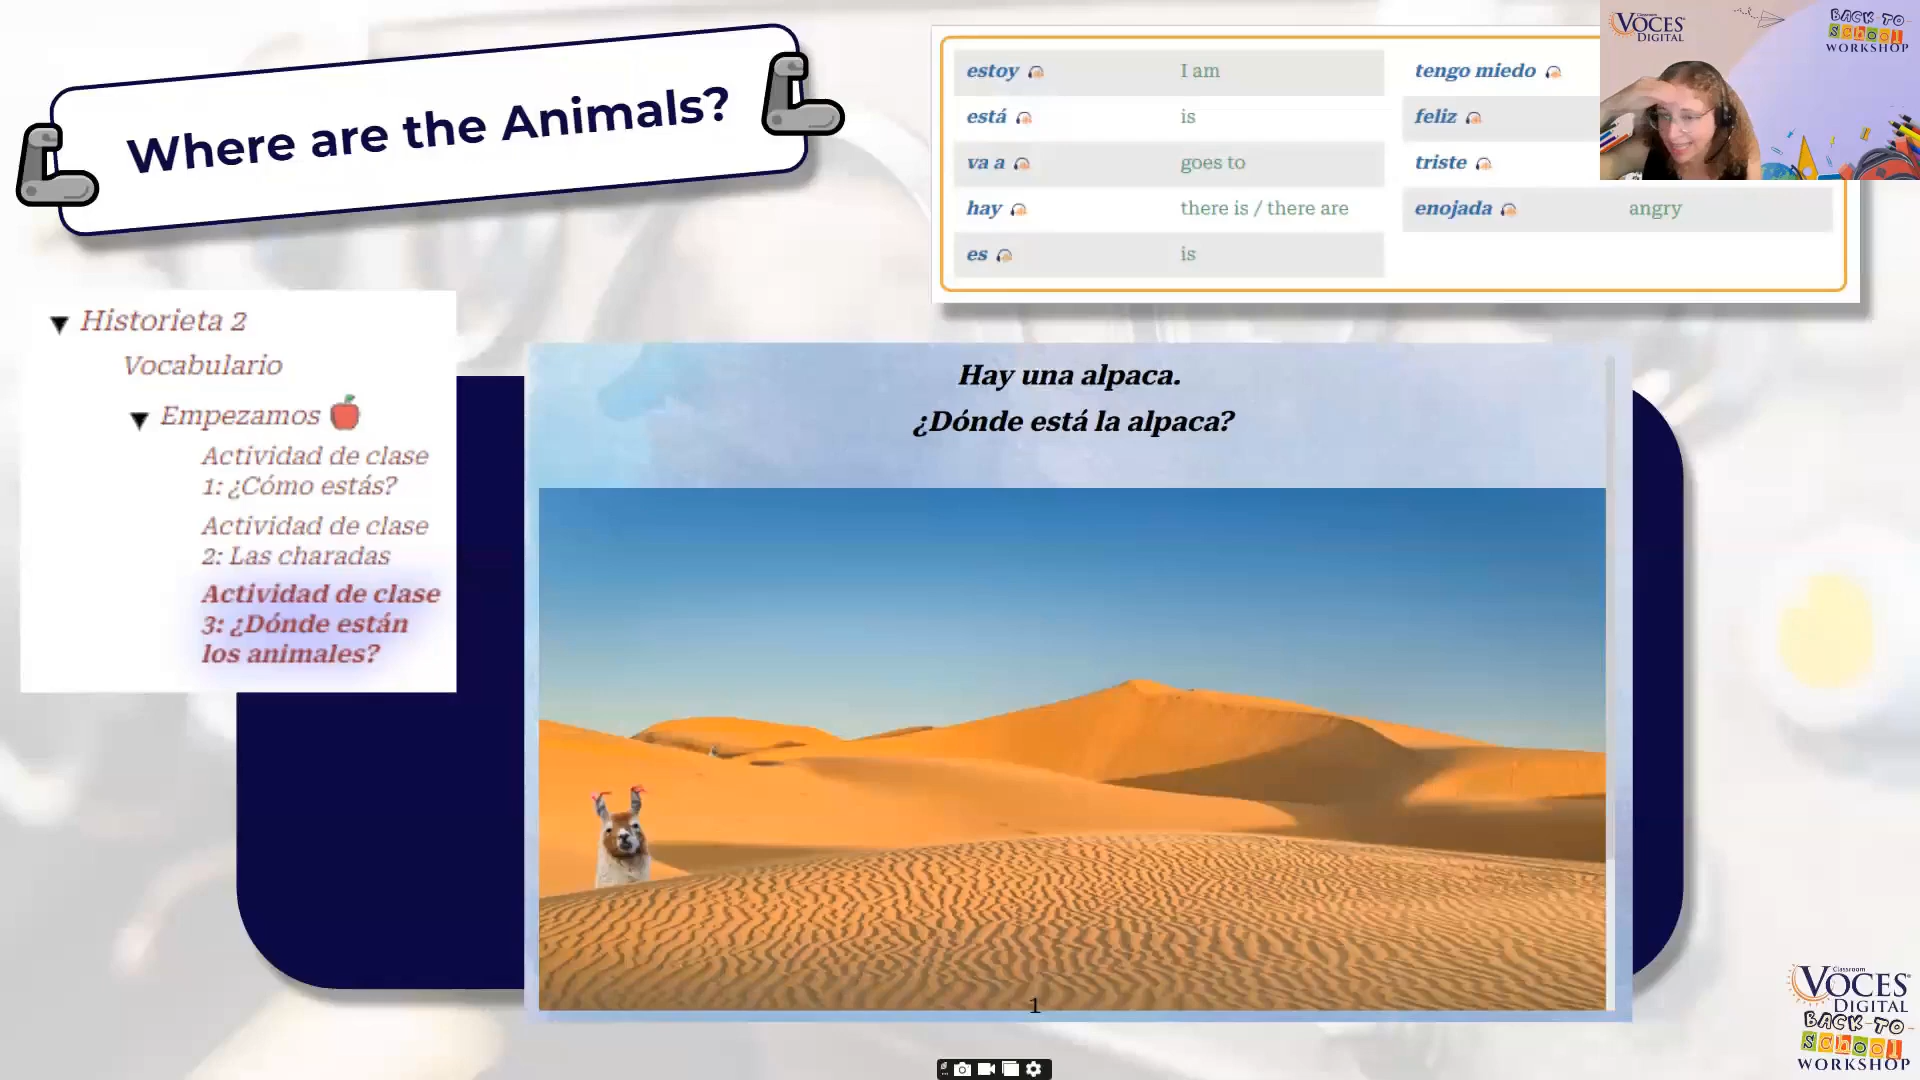 Where are the Animals?
estoy I am
está is
va a goes to
hay there is / there are
es is
tengo miedo
feliz
triste
enojada angry
Classroom
VOCES
DIGITAL
BACK TO
SCHOOL
WORKSHOP
Historieta 2
Vocabulario
Empezamos
Actividad de clase
1: ¿Cómo estás?
Actividad de clase
2: Las charadas
Actividad de clase
3: ¿Dónde están
los animales?
Hay una alpaca.
¿Dónde está la alpaca?
1
Classroom
VOCES
DIGITAL
BACK-TO
SCHOOL
WORKSHOP